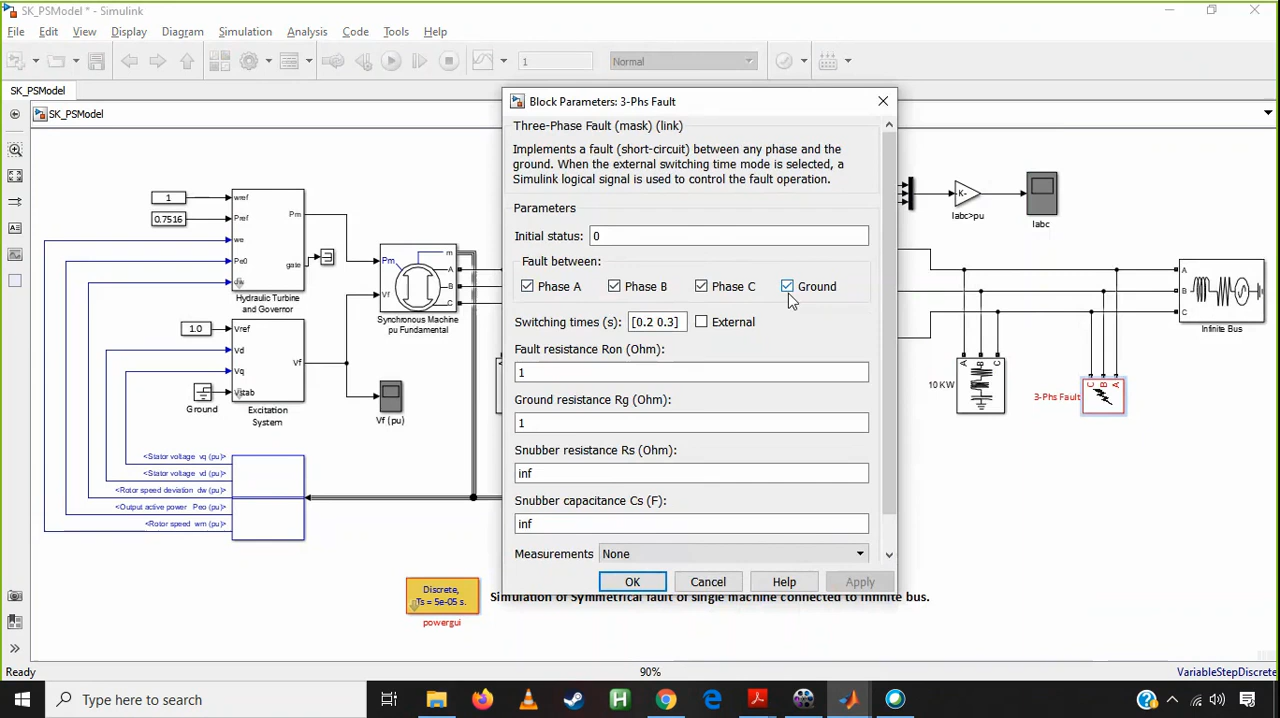 SK_PSModel * - Simulink
File Edit View Display Diagram Simulation Analysis Code Tools Help
1
Normal
SK_PSModel
SK_PSModel
Block Parameters: 3-Phs Fault
Three-Phase Fault (mask) (link)
Implements a fault (short-circuit) between any phase and the
ground. When the external switching time mode is selected, a
Simulink logical signal is used to control the fault operation.
Parameters
Initial status: 0
Fault between:
Phase A Phase B Phase C Ground
Switching times (s): [0.2 0.3] External
Fault resistance Ron (Ohm):
1
Ground resistance Rg (Ohm):
1
Snubber resistance Rs (Ohm):
inf
Snubber capacitance Cs (F):
inf
Measurements None
OK Cancel Help Apply
1
0.7516
wref
Pref
we
Pe0
dw
Pm
gate
Hydraulic Turbine
and Governor
1.0
Vref
Vd
Vq
Vstab
Vf
Ground
Excitation
System
Pm
Vf
m
A
B
C
Synchronous Machine
pu Fundamental
Vf (pu)
<Stator voltage vq (pu)>
<Stator voltage vd (pu)>
<Rotor speed deviation dw (pu)>
<Output active power Peo (pu)>
<Rotor speed wm (pu)>
Discrete,
Ts = 5e-05 s.
powergui
Simulation of Symmetrical fault of single machine connected to Infinite bus.
K-
Iabc>pu
Iabc
A
B
C
Infinite Bus
A B C
10 KW
C B A
3-Phs Fault
Ready
90%
VariableStepDiscrete
Type here to search